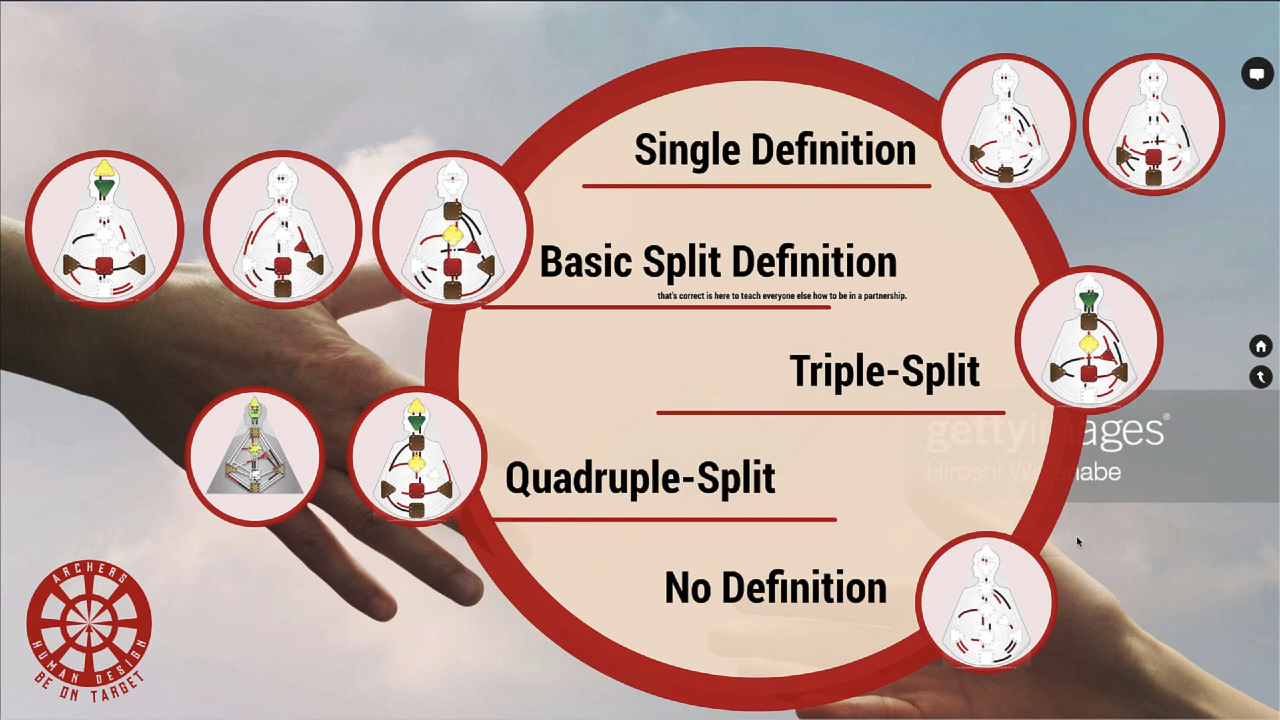 Single Definition
Basic Split Definition
that's correct is here to teach everyone else how to be in a partnership.
Triple-Split
gettyimages®
Hiroshi Watanabe
Quadruple-Split
No Definition
ARCHERS
HUMAN DESIGN
BE ON TARGET